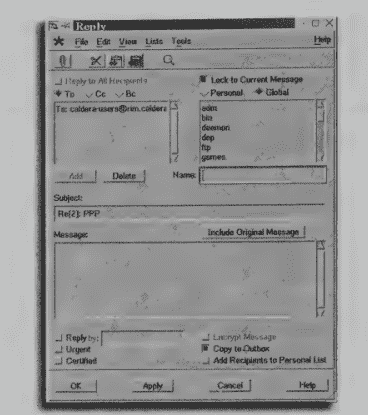 Reply
File Edit View Lists Tools Help
Reply to All Recipients
Lock to Current Message
To Cc Bc
Personal Global
To: caldera-users@rim.caldera
adm
bin
daemon
dep
ftp
games
Add Delete Name:
Subject:
Re[2]: PPP
Message: Include Original Message
Reply by:
Encrypt Message
Urgent
Copy to Outbox
Certified
Add Recipients to Personal List
OK Apply Cancel Help